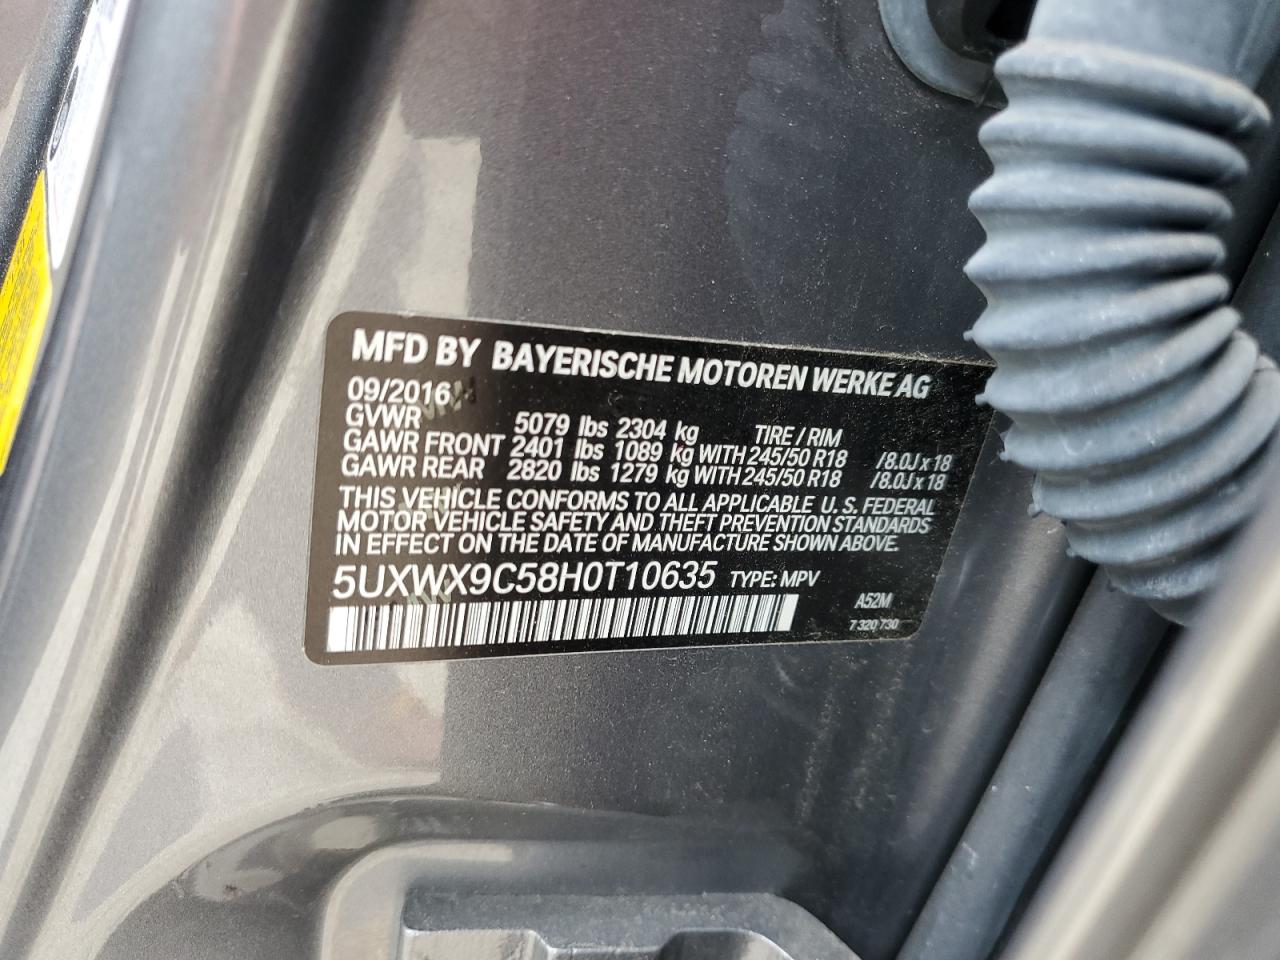 MFD BY BAYERISCHE MOTOREN WERKE AG
09/2016
GVWR 5079 lbs 2304 kg TIRE / RIM
GAWR FRONT 2401 lbs 1089 kg WITH 245/50 R18 /8.0J x 18
GAWR REAR 2820 lbs 1279 kg WITH 245/50 R18 /8.0J x 18
THIS VEHICLE CONFORMS TO ALL APPLICABLE U. S. FEDERAL
MOTOR VEHICLE SAFETY AND THEFT PREVENTION STANDARDS
IN EFFECT ON THE DATE OF MANUFACTURE SHOWN ABOVE.
5UXWX9C58H0T10635 TYPE: MPV
A52M
7 320 730